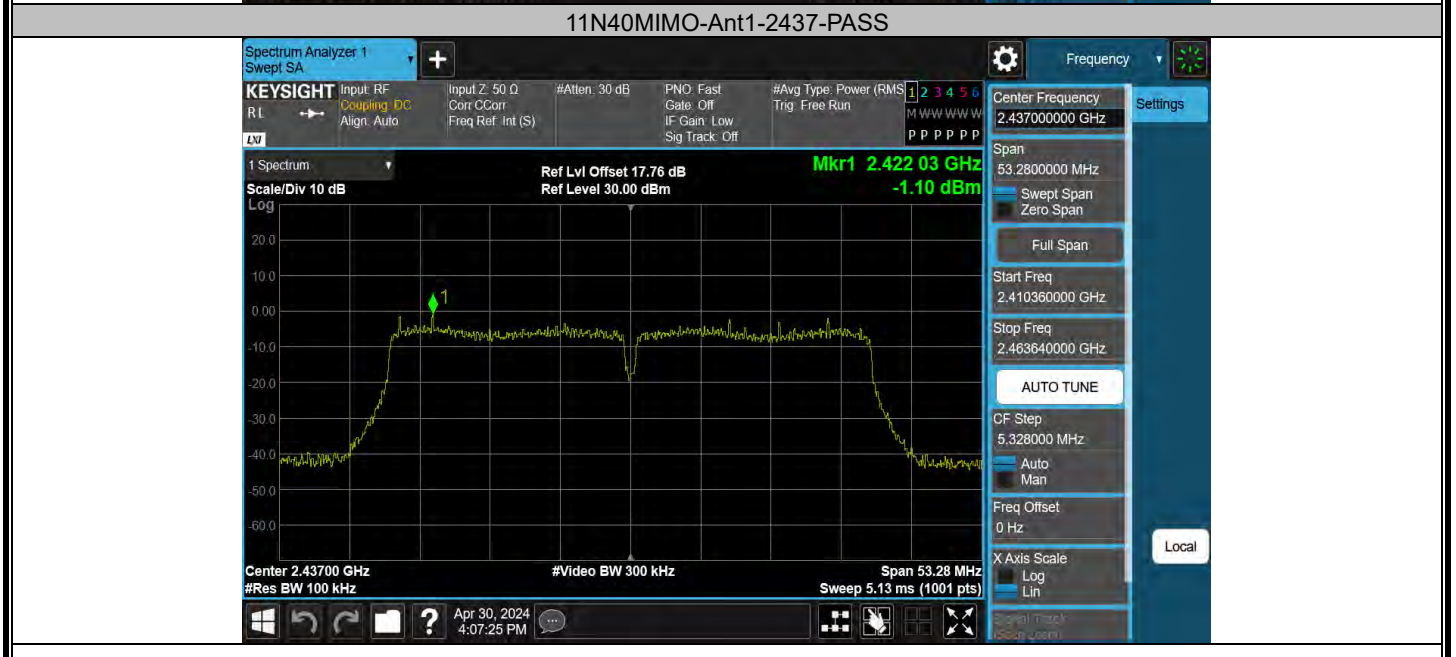 11N40MIMO-Ant1-2437-PASS
Spectrum Analyzer 1
Swept SA
+
Frequency
KEYSIGHT
RL
LXI
Input: RF
Coupling: DC
Align: Auto
Input Z: 50 Ω
Corr CCorr
Freq Ref: Int (S)
#Atten: 30 dB
PNO: Fast
Gate: Off
IF Gain: Low
Sig Track: Off
#Avg Type: Power (RMS
Trig: Free Run
1 2 3 4 5 6
M W W W W W
P P P P P P
Center Frequency
2.437000000 GHz
Settings
Span
53.2800000 MHz
Swept Span
Zero Span
Full Span
Start Freq
2.410360000 GHz
Stop Freq
2.463640000 GHz
AUTO TUNE
CF Step
5.328000 MHz
Auto
Man
Freq Offset
0 Hz
X Axis Scale
Log
Lin
Signal Track
(Span Zoom)
Local
1 Spectrum
Scale/Div 10 dB
Log
Ref Lvl Offset 17.76 dB
Ref Level 30.00 dBm
Mkr1 2.422 03 GHz
-1.10 dBm
20.0
10.0
0.00
-10.0
-20.0
-30.0
-40.0
-50.0
-60.0
1
Center 2.43700 GHz
#Res BW 100 kHz
#Video BW 300 kHz
Span 53.28 MHz
Sweep 5.13 ms (1001 pts)
?
Apr 30, 2024
4:07:25 PM